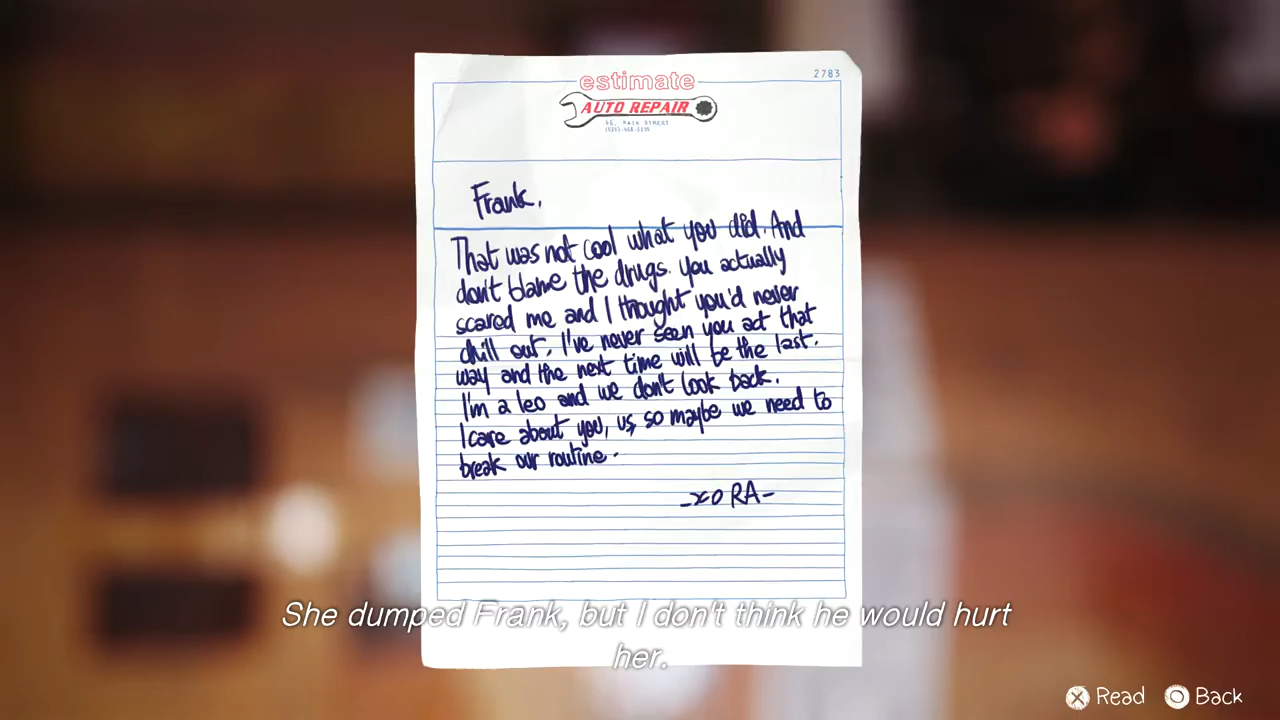 2783
estimate
AUTO REPAIR
Frank,
That was not cool what you did. And
don't blame the drugs. You actually
scared me and I thought you'd never
chill out. I've never seen you act that
way and the next time will be the last.
I'm a leo and we don't look back.
I care about you, us, so maybe we need to
break our routine.
-xo RA-
She dumped Frank, but I don't think he would hurt
her.
Read
Back